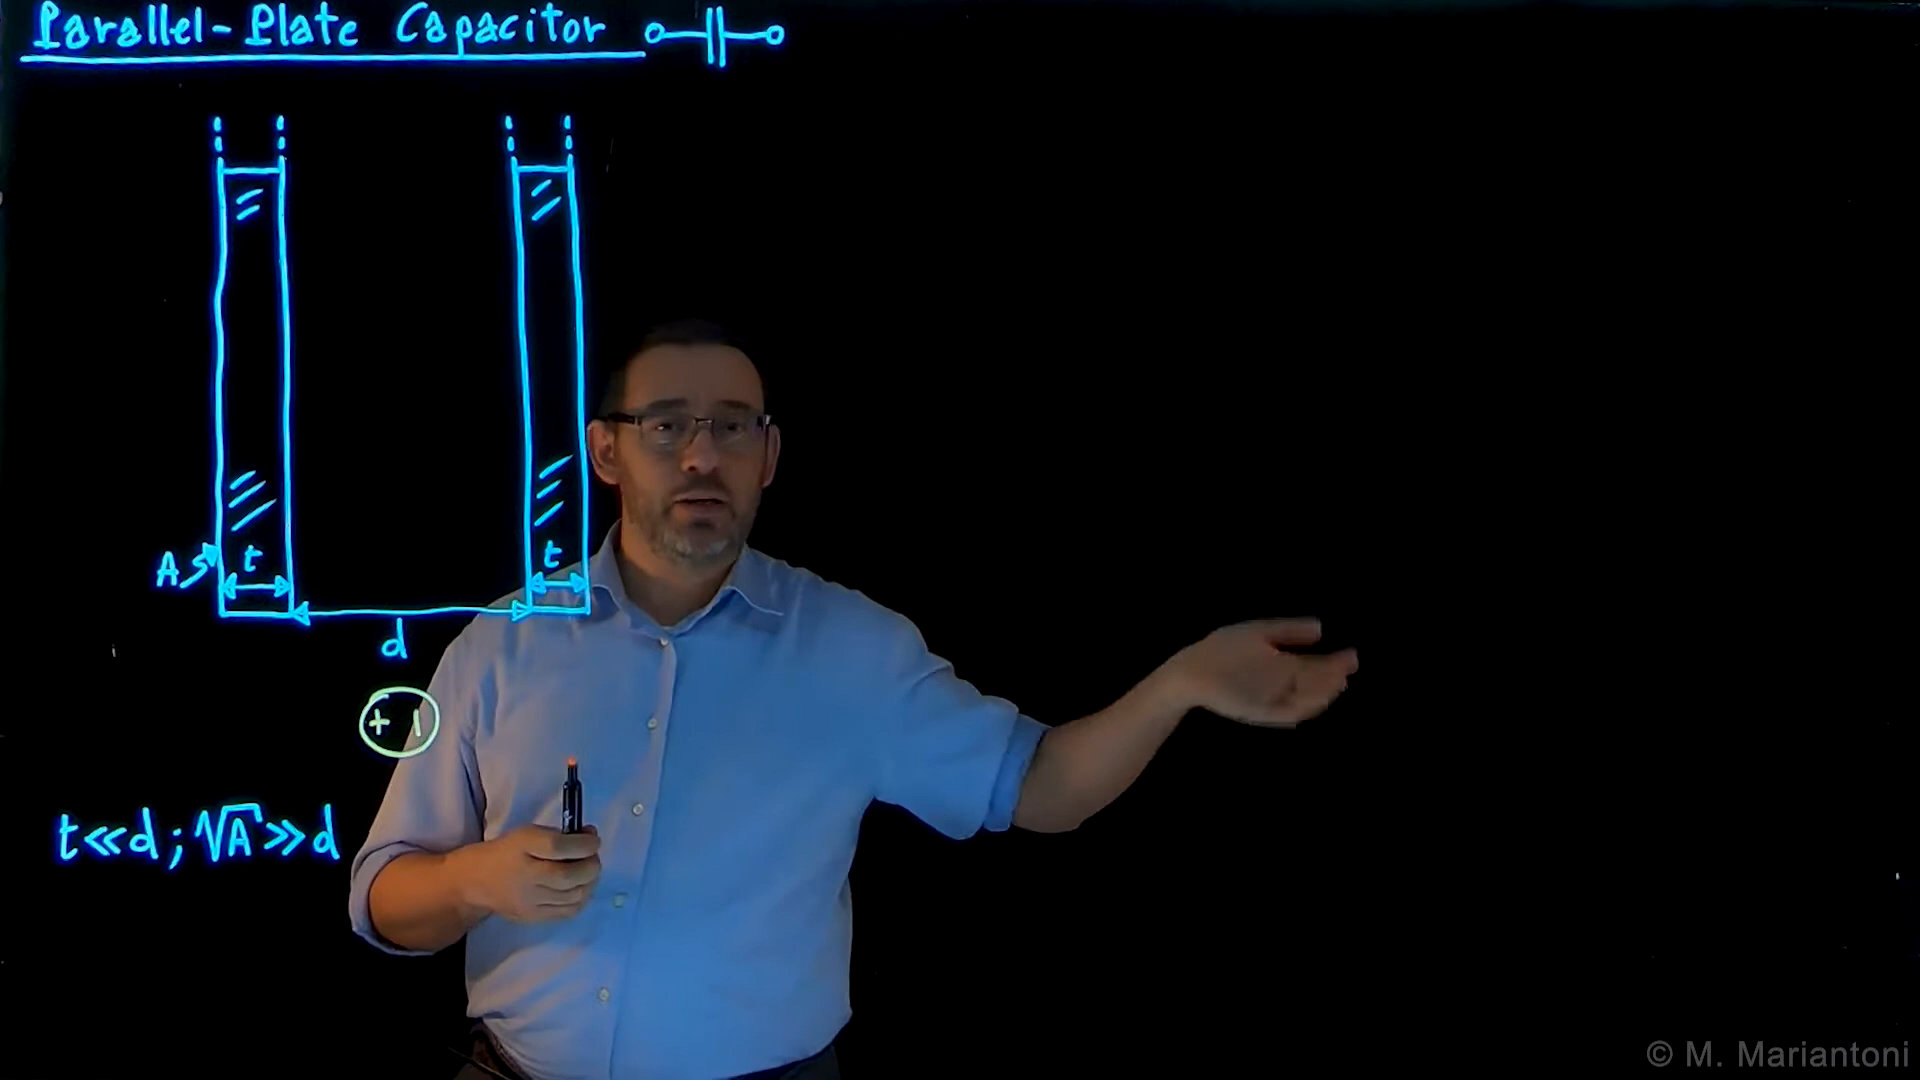 Parallel-Plate Capacitor
A t t
d
+ 1
t≪d; √A≫d
© M. Mariantoni